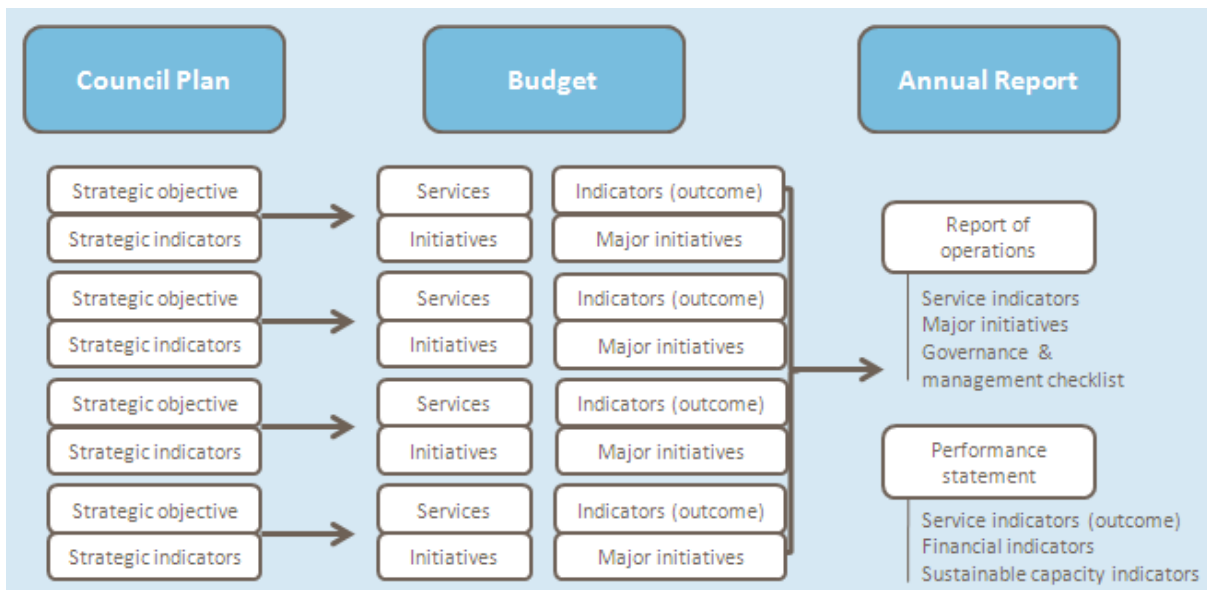 Council Plan
Budget
Annual Report
Strategic objective
Strategic indicators
Services
Initiatives
Indicators (outcome)
Major initiatives
Strategic objective
Strategic indicators
Services
Initiatives
Indicators (outcome)
Major initiatives
Strategic objective
Strategic indicators
Services
Initiatives
Indicators (outcome)
Major initiatives
Strategic objective
Strategic indicators
Services
Initiatives
Indicators (outcome)
Major initiatives
Report of
operations
Service indicators
Major initiatives
Governance &
management checklist
Performance
statement
Service indicators (outcome)
Financial indicators
Sustainable capacity indicators